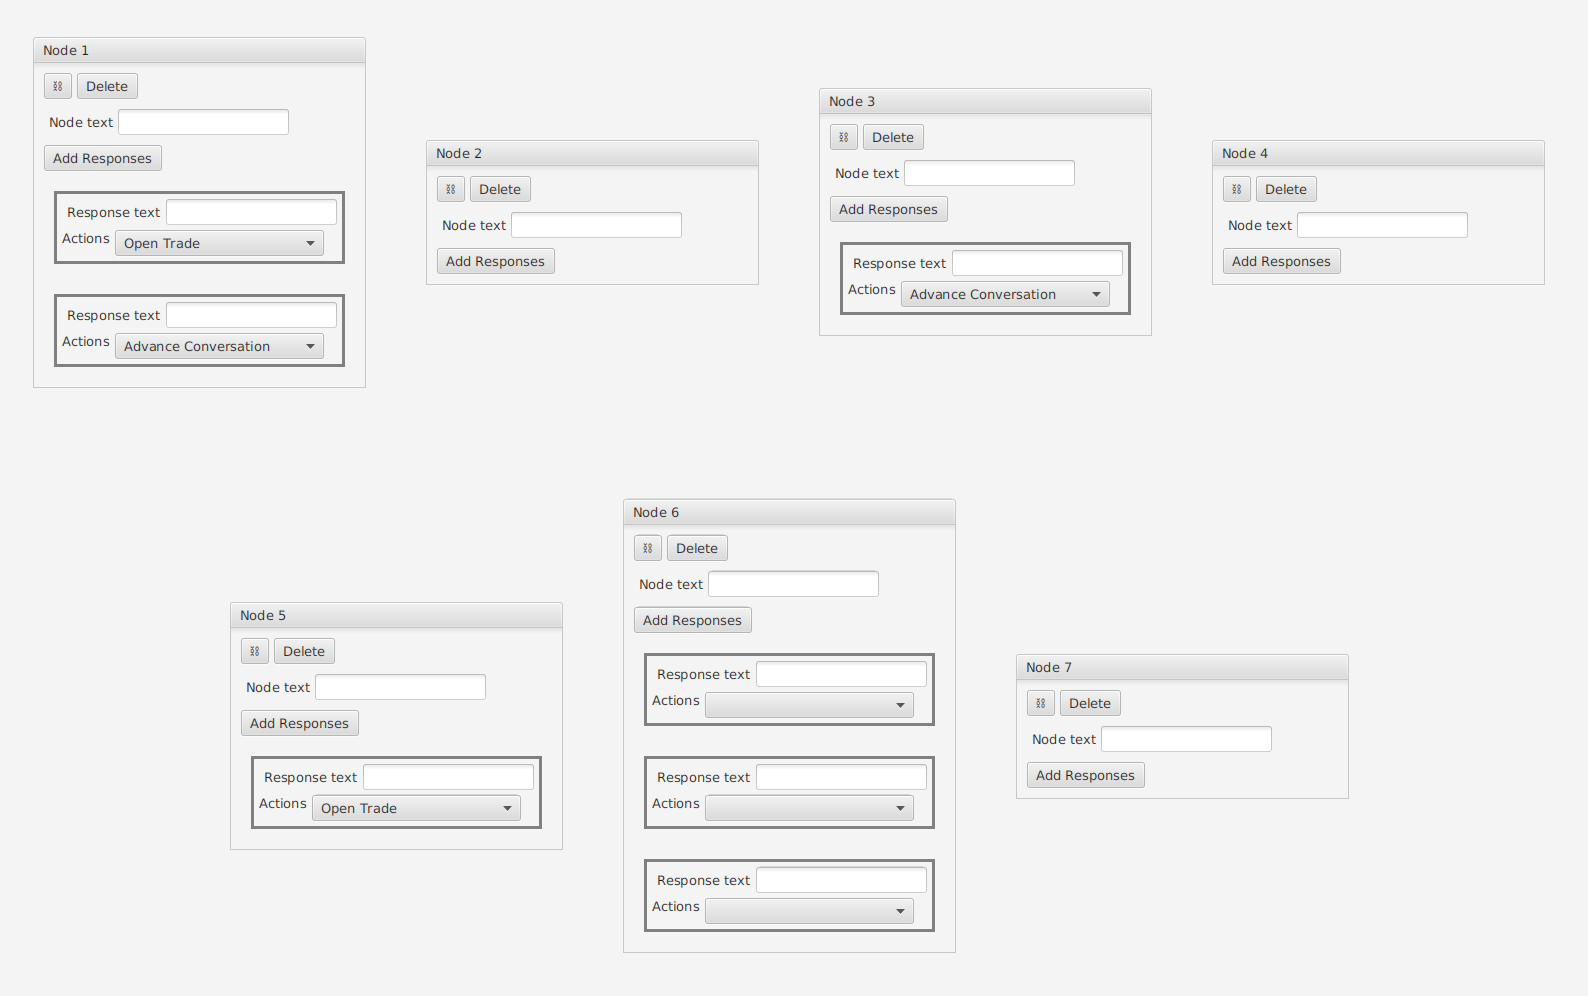 Node 1
Delete
Node text
Add Responses
Response text
Actions Open Trade
Response text
Actions Advance Conversation
Node 2
Delete
Node text
Add Responses
Node 3
Delete
Node text
Add Responses
Response text
Actions Advance Conversation
Node 4
Delete
Node text
Add Responses
Node 5
Delete
Node text
Add Responses
Response text
Actions Open Trade
Node 6
Delete
Node text
Add Responses
Response text
Actions
Response text
Actions
Response text
Actions
Node 7
Delete
Node text
Add Responses